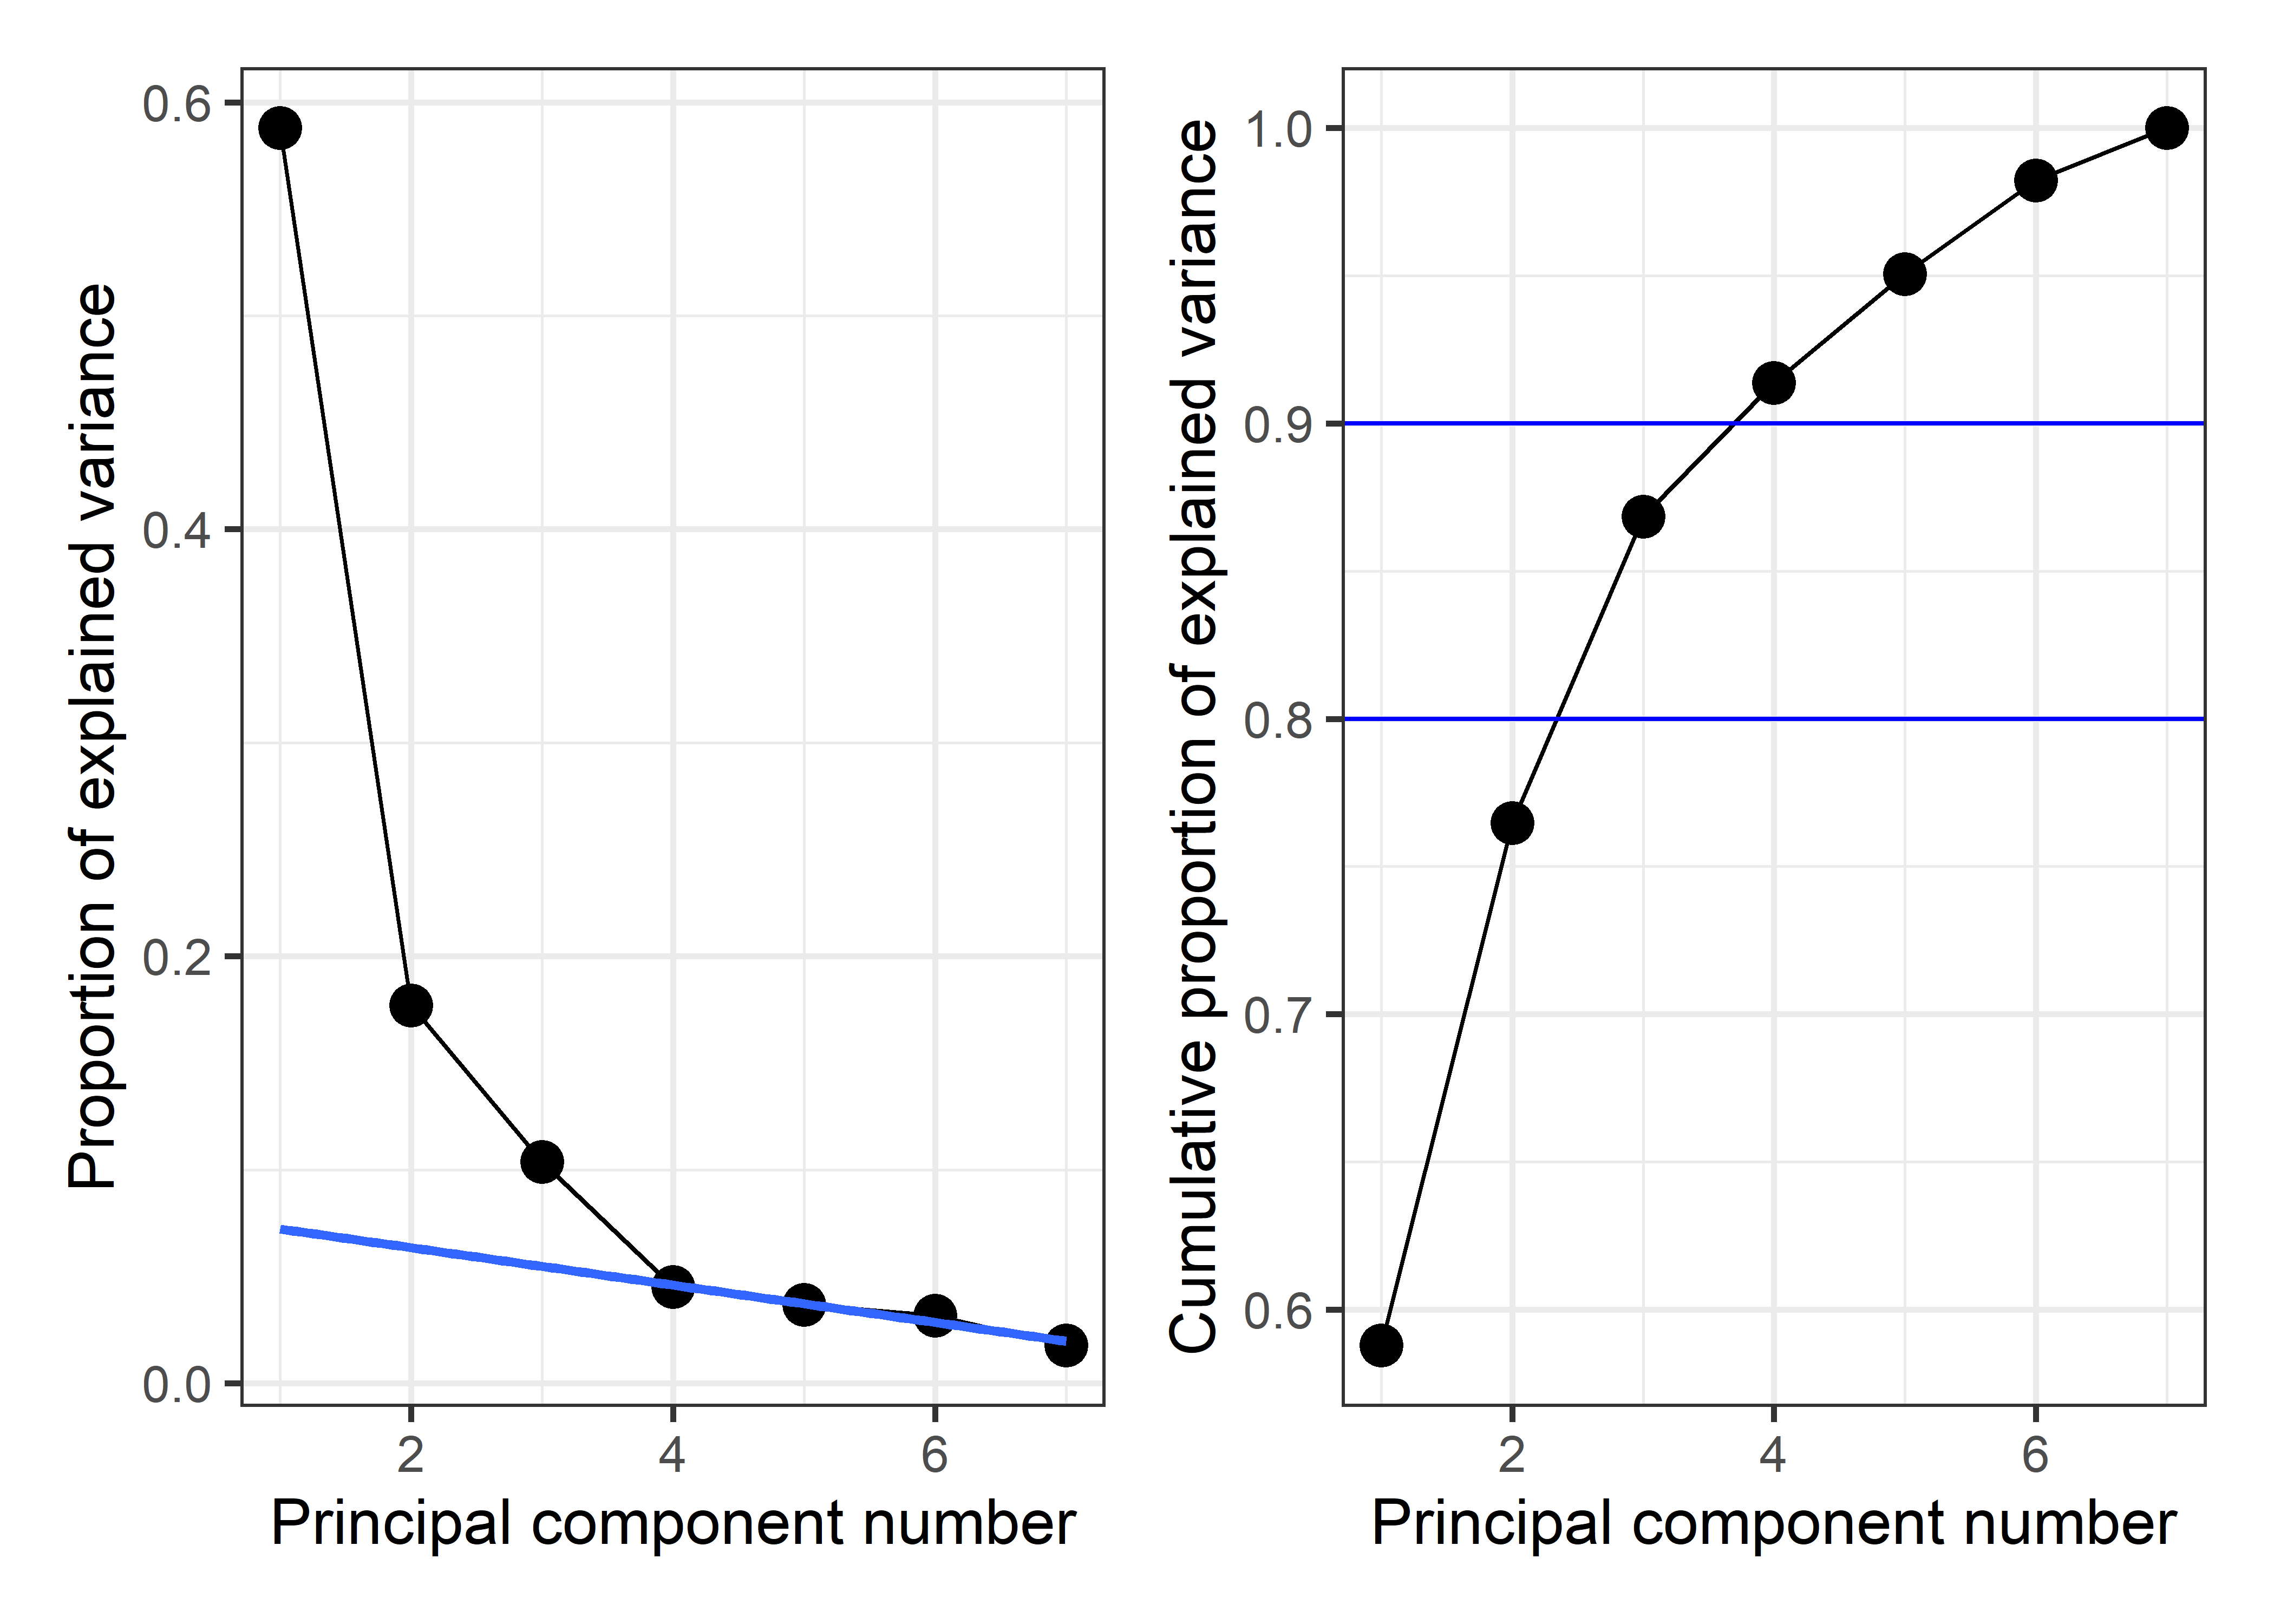 Proportion of explained variance
0.6
0.4
0.2
0.0
2 4 6
Principal component number
Cumulative proportion of explained variance
1.0
0.9
0.8
0.7
0.6
2 4 6
Principal component number